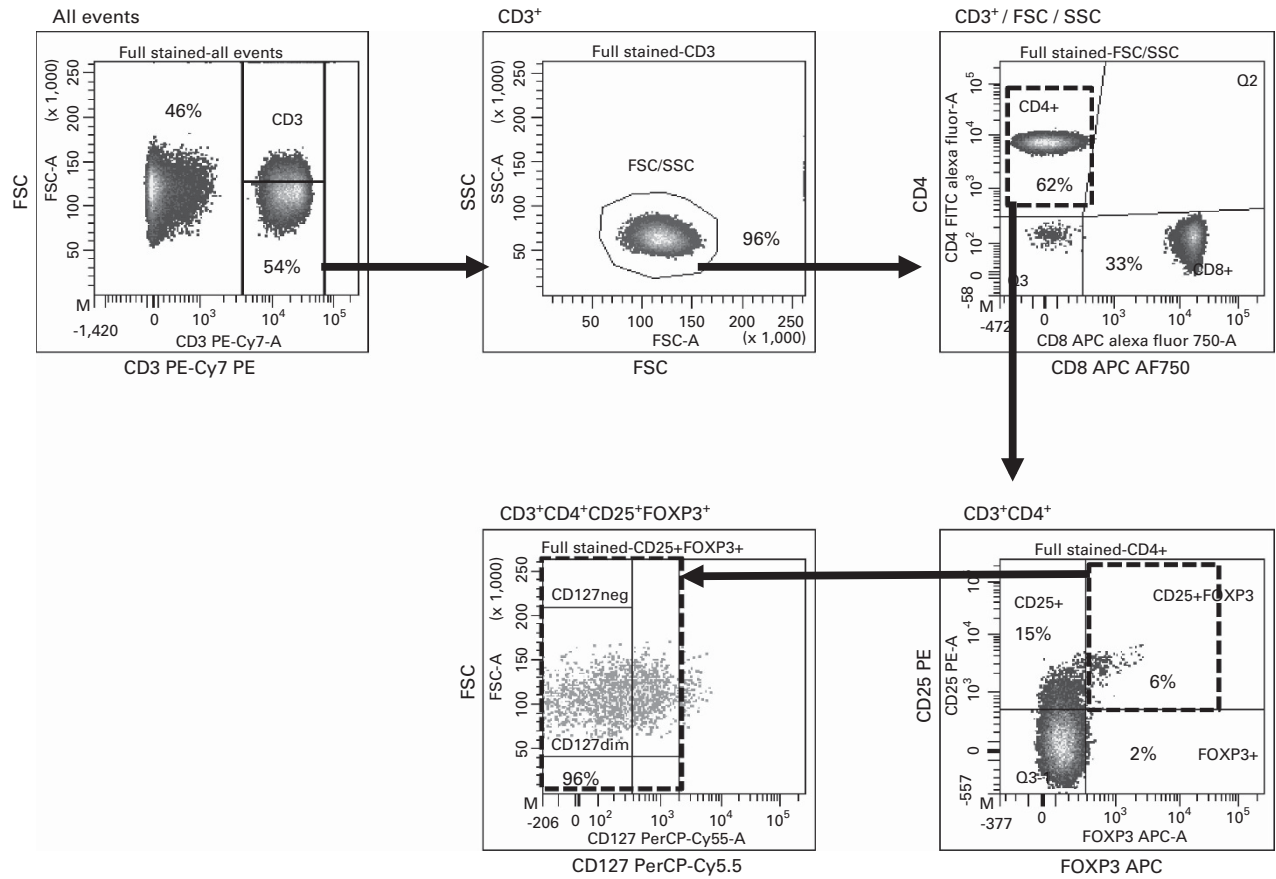 All events
Full stained-all events
FSC
FSC-A
(x 1,000)
250
200
150
100
50
46%
CD3
54%
M
-1,420
0
10³
10⁴
10⁵
CD3 PE-Cy7-A
CD3 PE-Cy7 PE
CD3⁺
Full stained-CD3
SSC
SSC-A
(x 1,000)
250
200
150
100
50
FSC/SSC
96%
50
100
150
200
250
FSC-A
(x 1,000)
FSC
CD3⁺ / FSC / SSC
Full stained-FSC/SSC
CD4
CD4 FITC alexa fluor-A
10⁵
10⁴
10³
10²
0
-58
Q2
CD4+
62%
Q3
33%
CD8+
M
-472
0
10³
10⁴
10⁵
CD8 APC alexa fluor 750-A
CD8 APC AF750
CD3⁺CD4⁺CD25⁺FOXP3⁺
Full stained-CD25+FOXP3+
FSC
FSC-A
(x 1,000)
250
200
150
100
50
CD127neg
CD127dim
96%
M
-206
0
10²
10³
10⁴
10⁵
CD127 PerCP-Cy55-A
CD127 PerCP-Cy5.5
CD3⁺CD4⁺
Full stained-CD4+
CD25 PE
CD25 PE-A
10⁴
10³
0
-557
CD25+
15%
CD25+FOXP3
6%
Q3
2%
FOXP3+
M
-377
0
10³
10⁴
10⁵
FOXP3 APC-A
FOXP3 APC